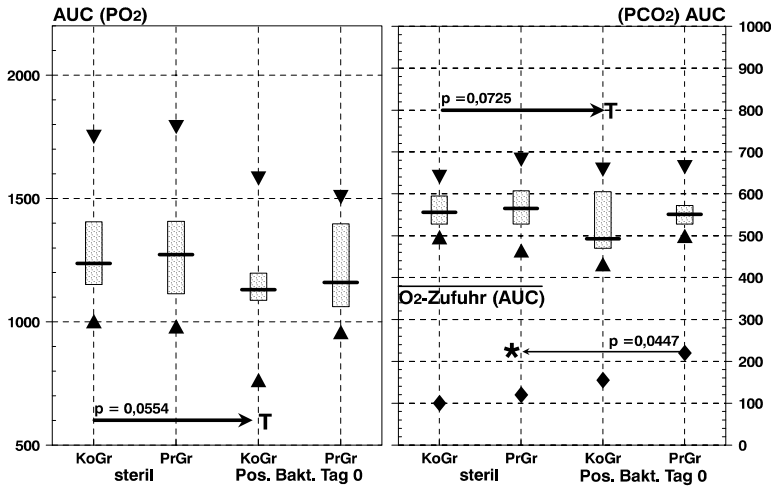 AUC (PO2)
2000
1500
1000
500
p = 0,0554
T
KoGr PrGr KoGr PrGr
steril Pos. Bakt. Tag 0
(PCO2) AUC
1000
900
800
700
600
500
400
300
200
100
0
p =0,0725
T
O2-Zufuhr (AUC)
p =0,0447
*
KoGr PrGr KoGr PrGr
steril Pos. Bakt. Tag 0